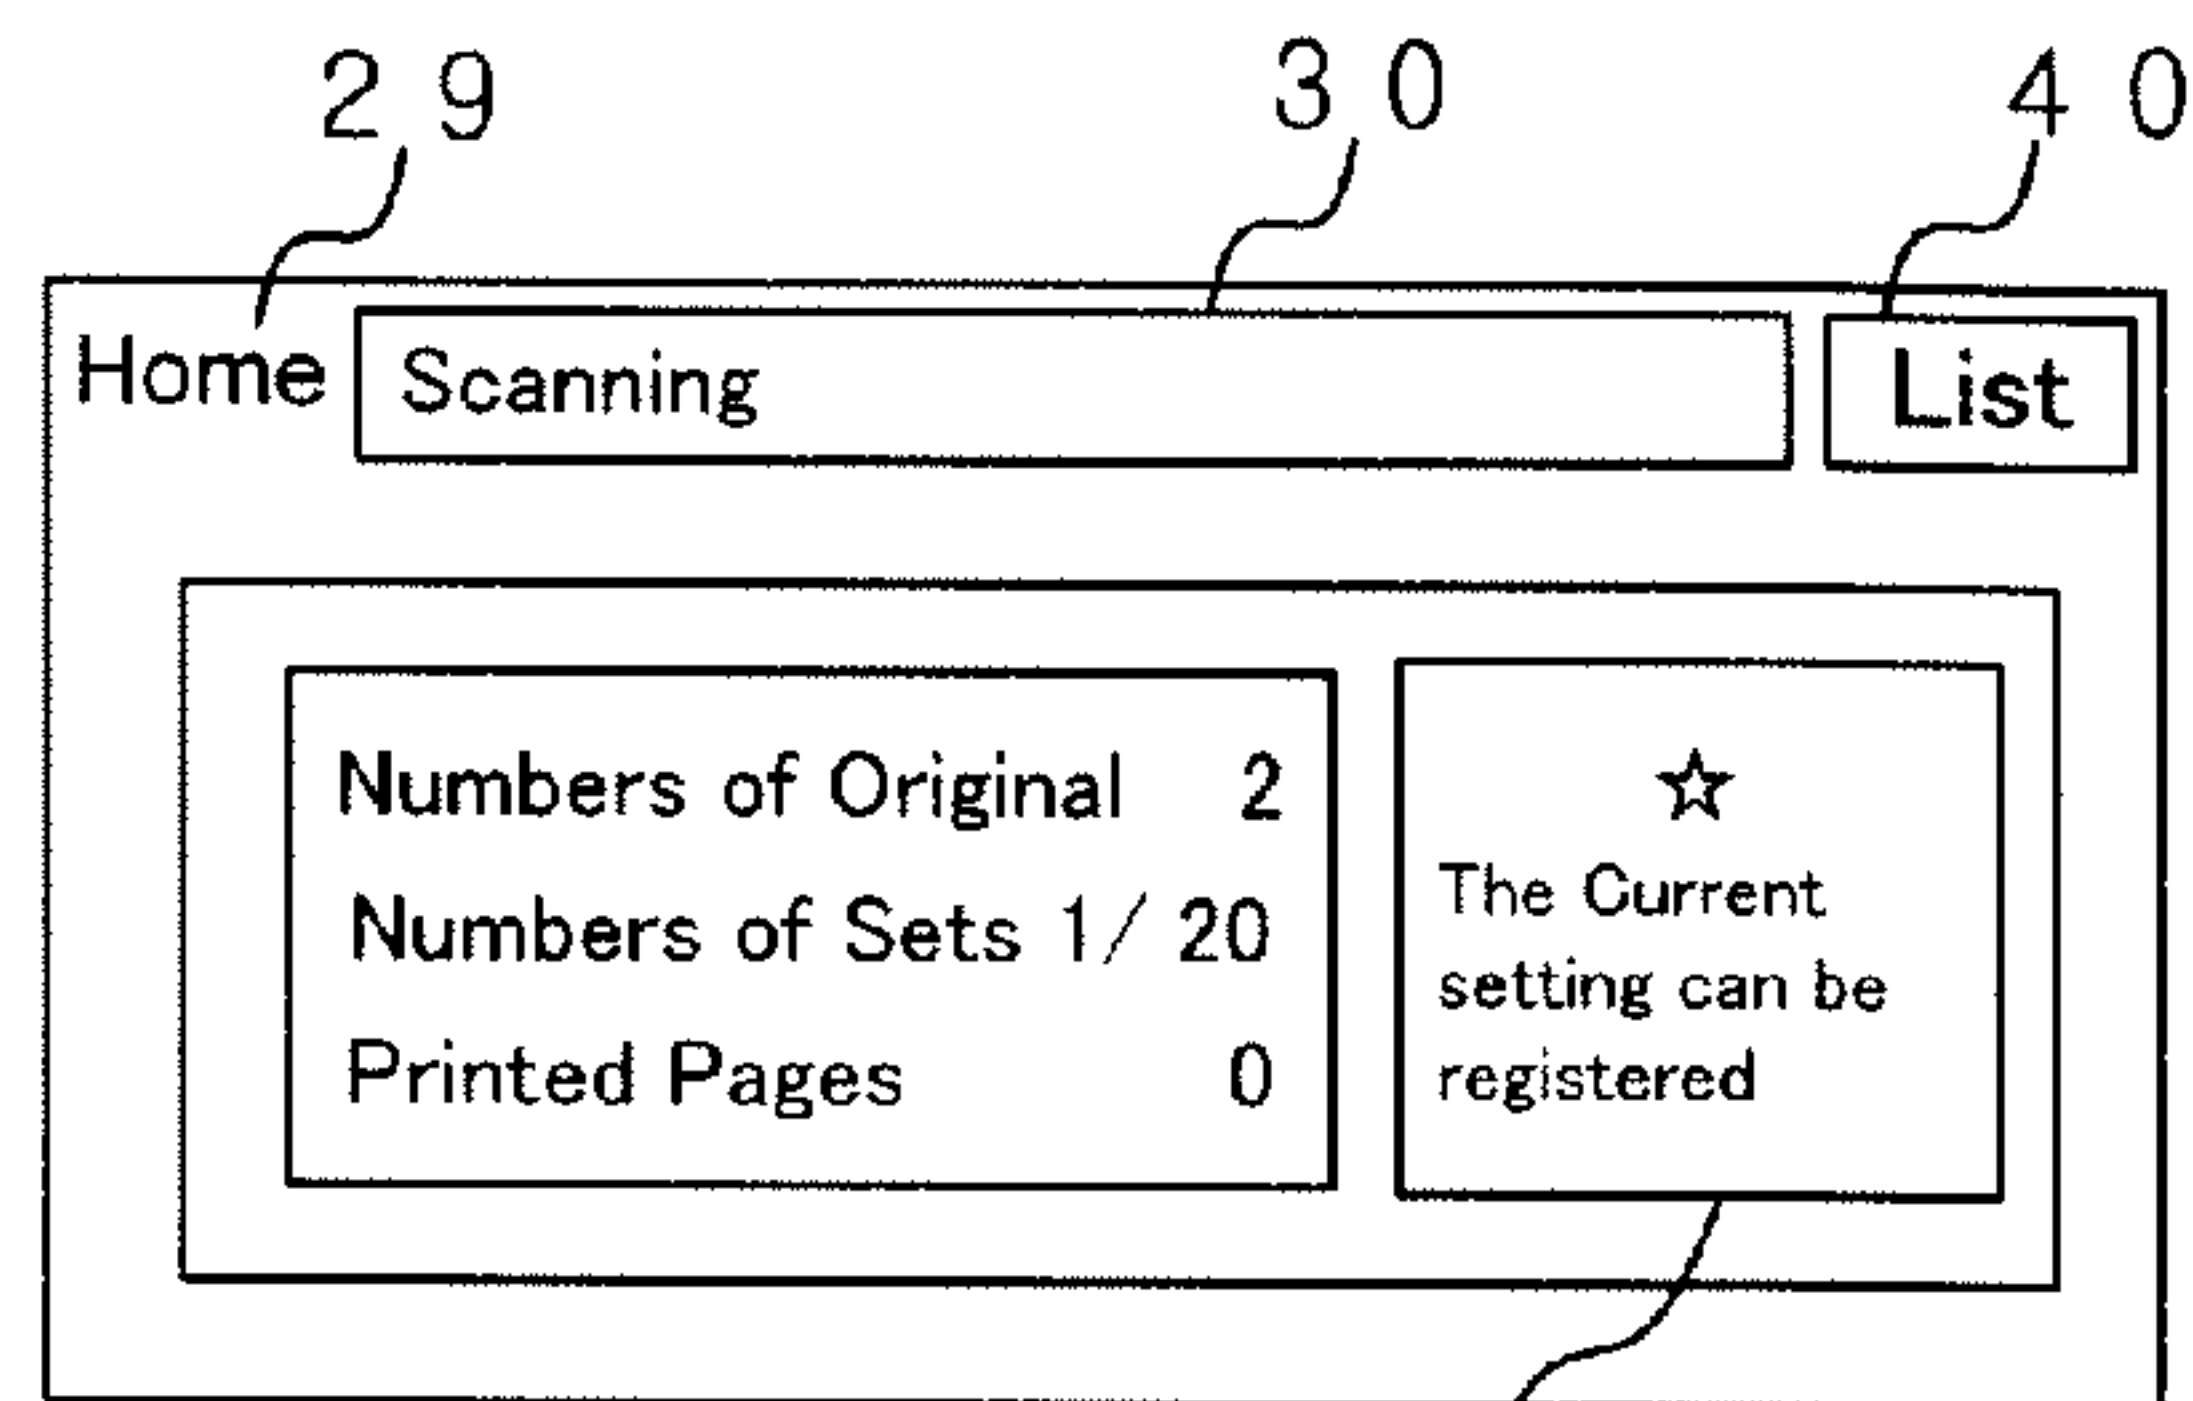 29 30 40
Home Scanning List
Numbers of Original 2
Numbers of Sets 1/20
Printed Pages 0
☆
The Current
setting can be
registered